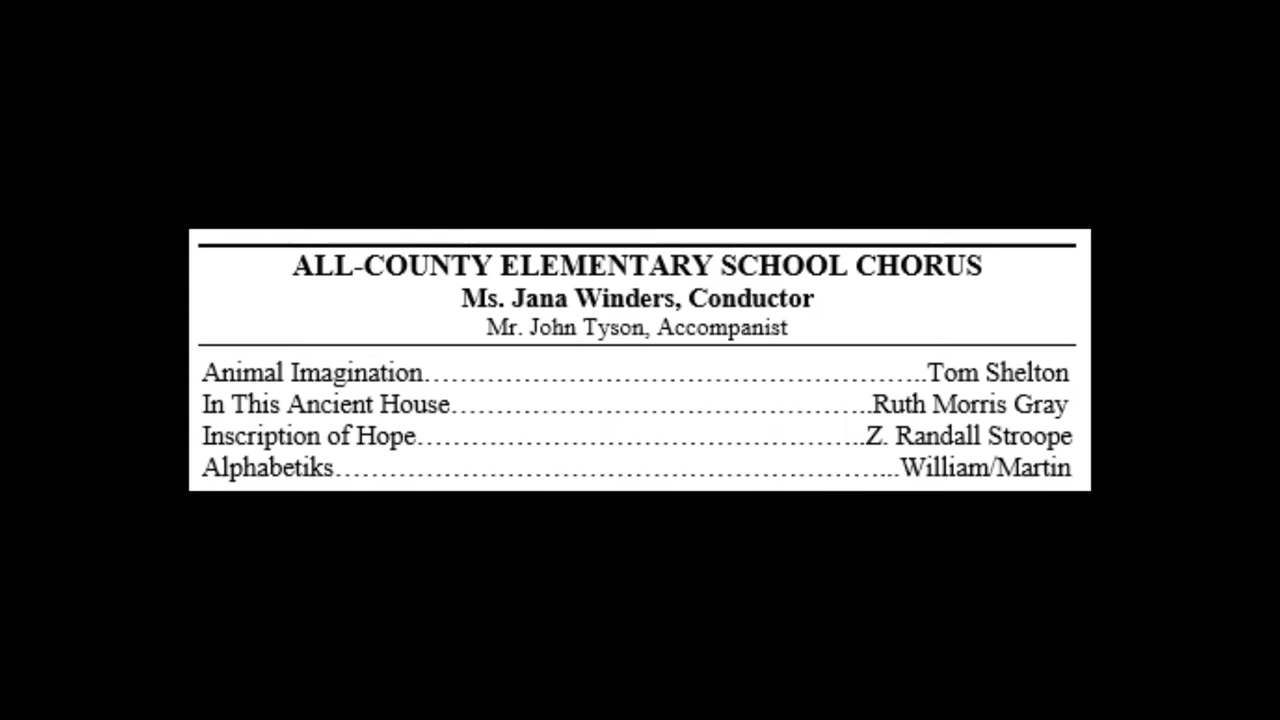 ALL-COUNTY ELEMENTARY SCHOOL CHORUS
Ms. Jana Winders, Conductor
Mr. John Tyson, Accompanist
Animal Imagination……………………………………………………..Tom Shelton
In This Ancient House………………………………………………..Ruth Morris Gray
Inscription of Hope…………………………………………………..Z. Randall Stroope
Alphabetiks………………………………………………………………...William/Martin